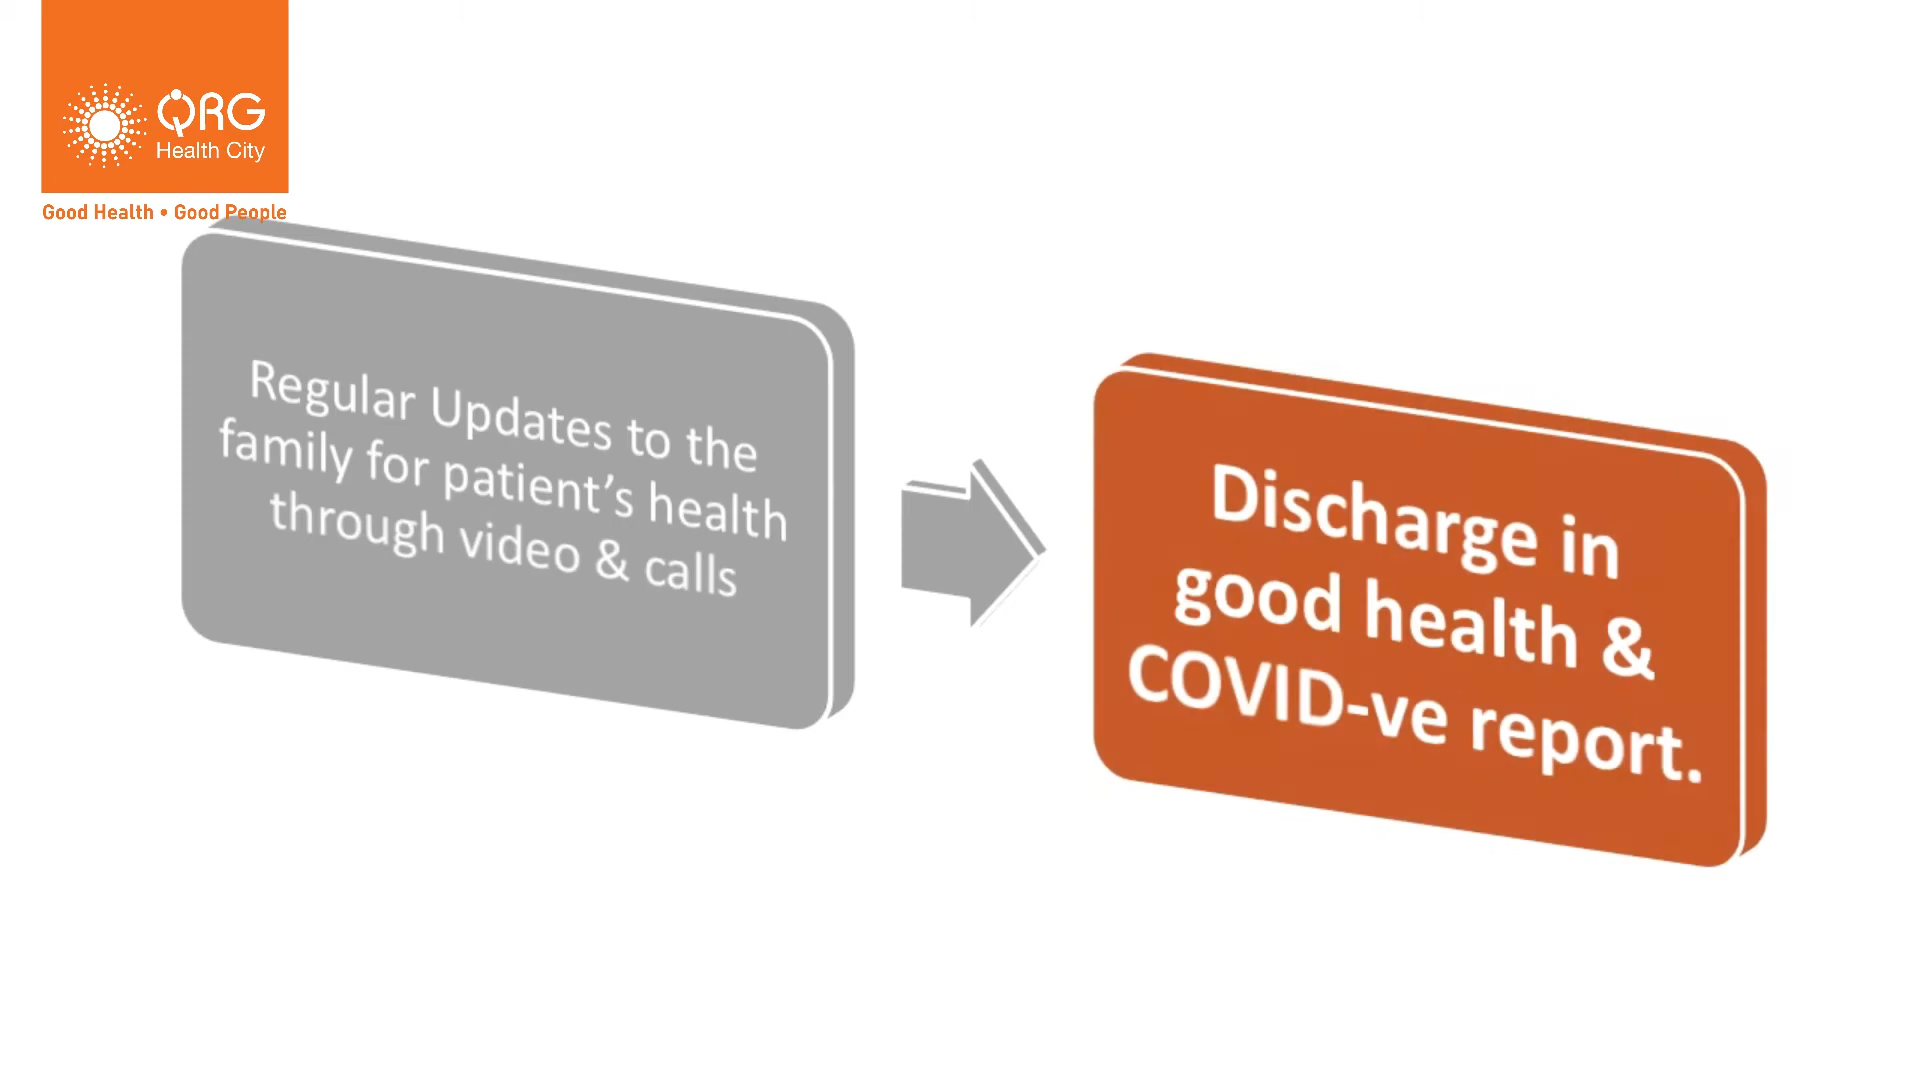 QRG
Health City
Good Health • Good People
Regular Updates to the
family for patient's health
through video & calls
Discharge in
good health &
COVID-ve report.